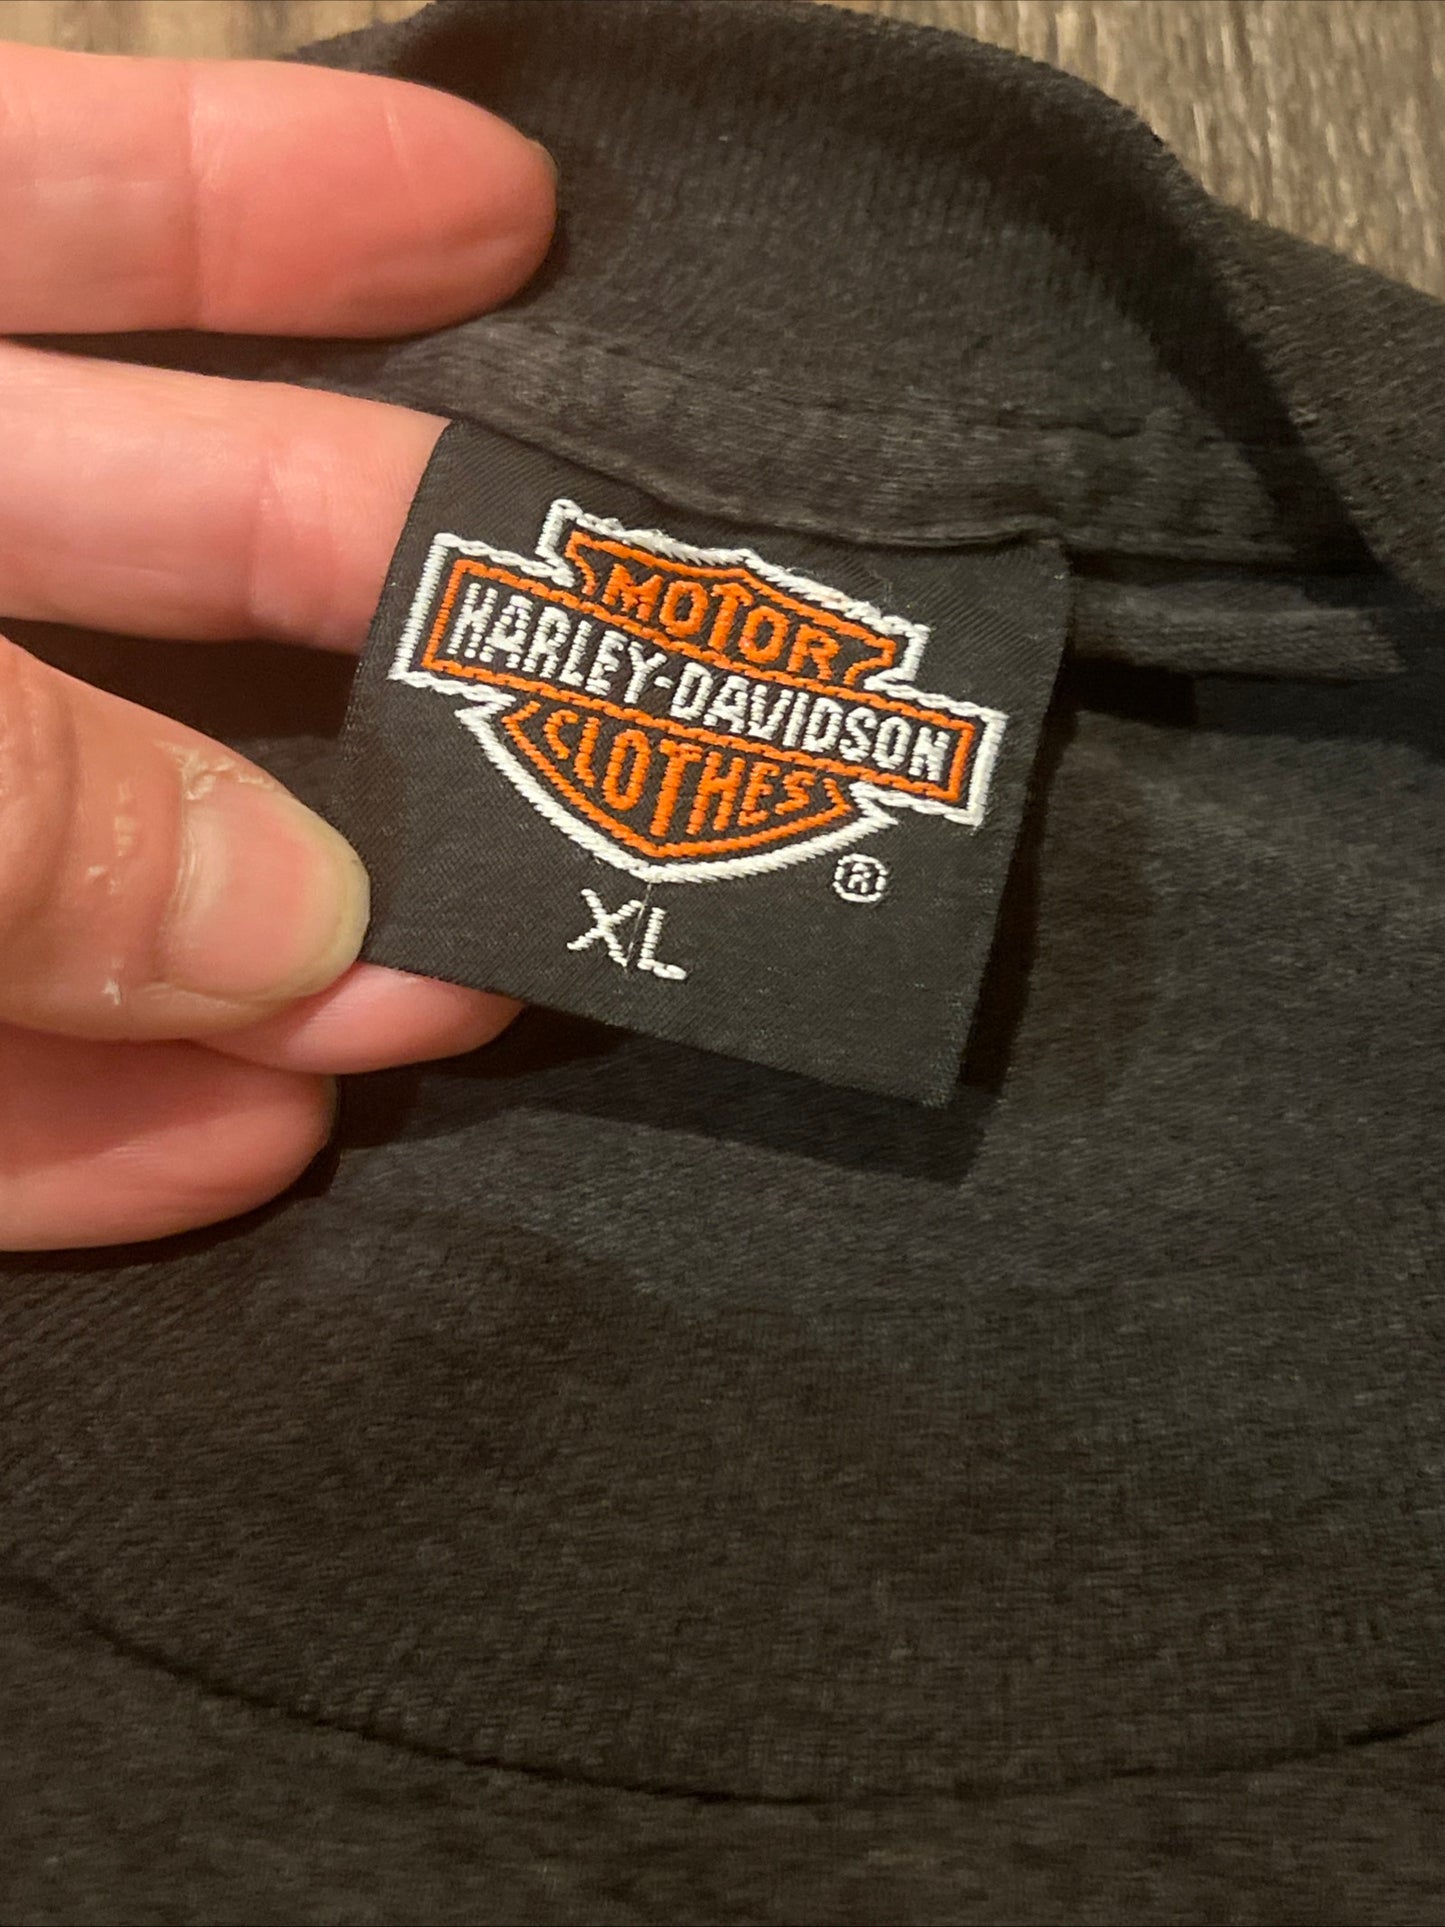 MOTOR
HARLEY-DAVIDSON
CLOTHES
®
XL